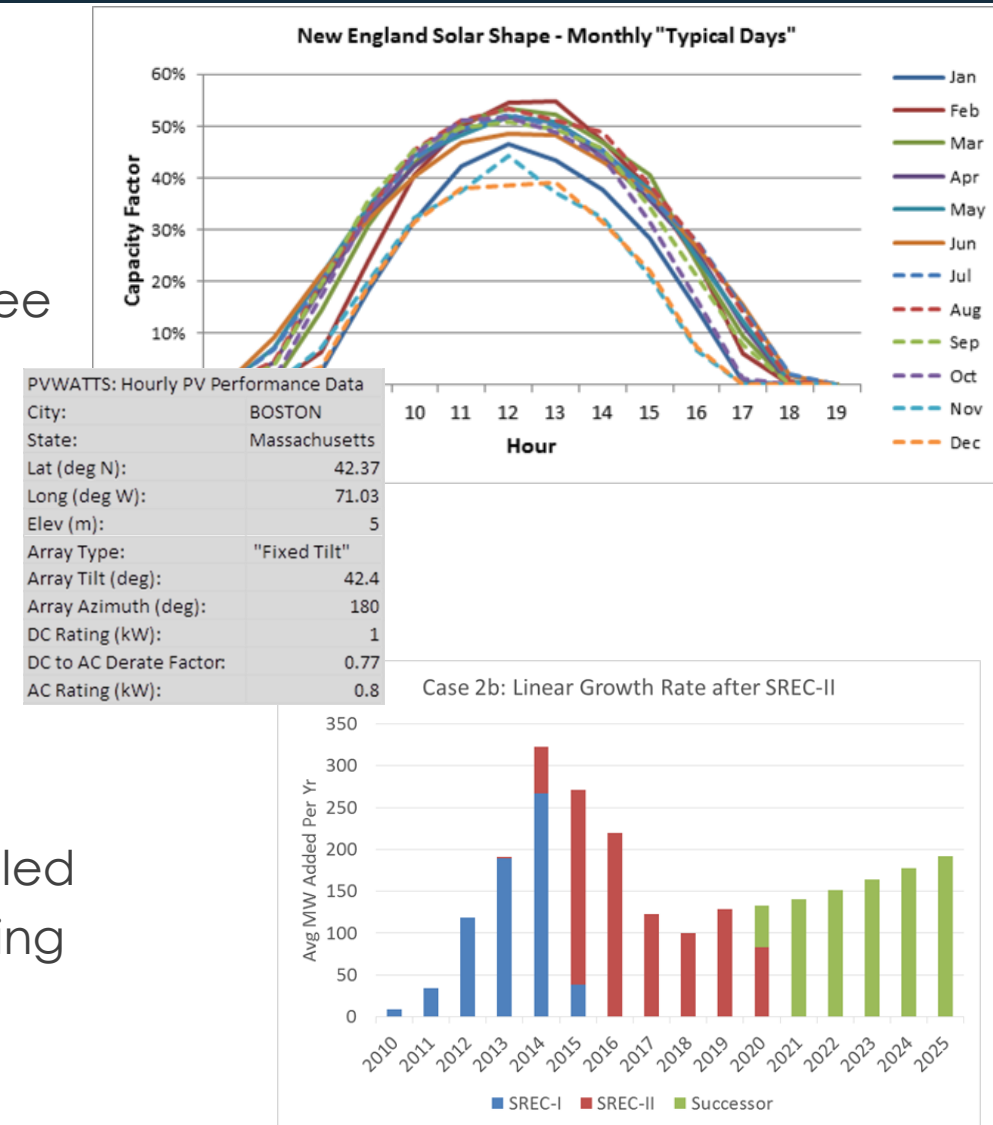 New England Solar Shape - Monthly "Typical Days"
60%
50%
40%
30%
20%
10%
Capacity Factor
10 11 12 13 14 15 16 17 18 19
Hour
Jan
Feb
Mar
Apr
May
Jun
Jul
Aug
Sep
Oct
Nov
Dec
ee
PVWATTS: Hourly PV Performance Data
City: BOSTON
State: Massachusetts
Lat (deg N): 42.37
Long (deg W): 71.03
Elev (m): 5
Array Type: "Fixed Tilt"
Array Tilt (deg): 42.4
Array Azimuth (deg): 180
DC Rating (kW): 1
DC to AC Derate Factor: 0.77
AC Rating (kW): 0.8
led
ing
Case 2b: Linear Growth Rate after SREC-II
Avg MW Added Per Yr
350
300
250
200
150
100
50
0
2010 2011 2012 2013 2014 2015 2016 2017 2018 2019 2020 2021 2022 2023 2024 2025
SREC-I SREC-II Successor